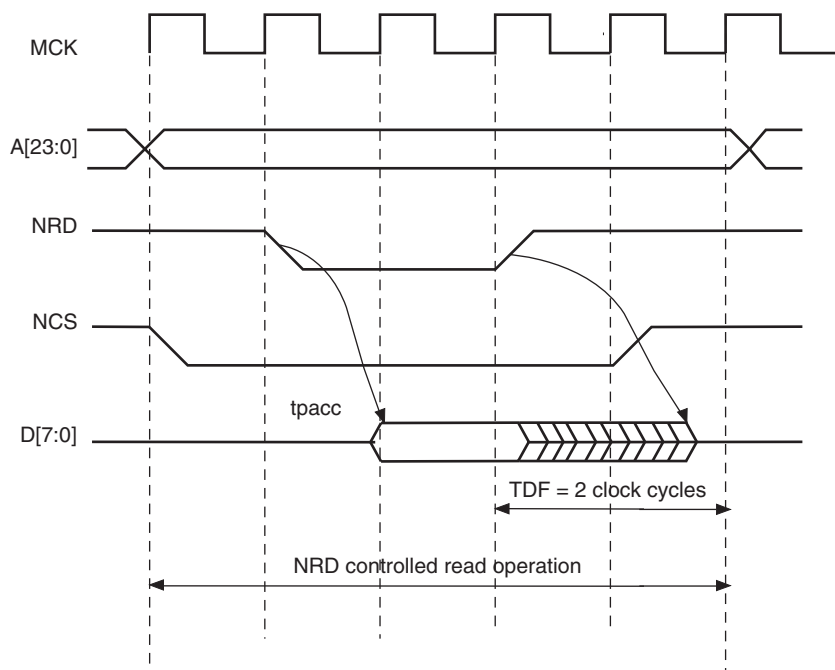 MCK
A[23:0]
NRD
NCS
tpacc
D[7:0]
TDF = 2 clock cycles
NRD controlled read operation